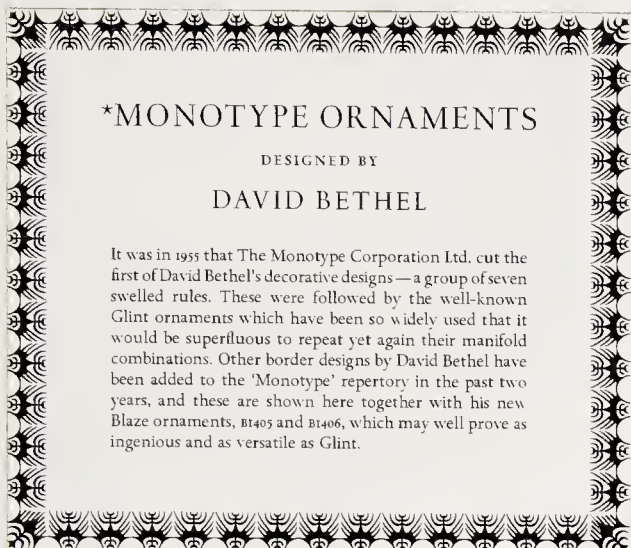 *MONOTYPE ORNAMENTS
DESIGNED BY
DAVID BETHEL
It was in 1955 that The Monotype Corporation Ltd. cut the
first of David Bethel's decorative designs—a group of seven
swelled rules. These were followed by the well-known
Glint ornaments which have been so widely used that it
would be superfluous to repeat yet again their manifold
combinations. Other border designs by David Bethel have
been added to the 'Monotype' repertory in the past two
years, and these are shown here together with his new
Blaze ornaments, B1405 and B1406, which may well prove as
ingenious and as versatile as Glint.